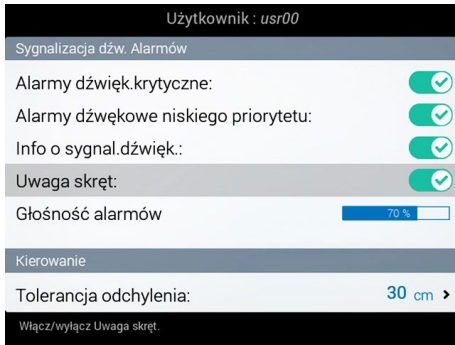 Użytkownik : usr00
Sygnalizacja dźw. Alarmów
Alarmy dźwięk.krytyczne:
Alarmy dźwękowe niskiego priorytetu:
Info o sygnal.dźwięk.:
Uwaga skręt:
Głośność alarmów 70 %
Kierowanie
Tolerancja odchylenia: 30 cm >
Włącz/wyłącz Uwaga skręt.